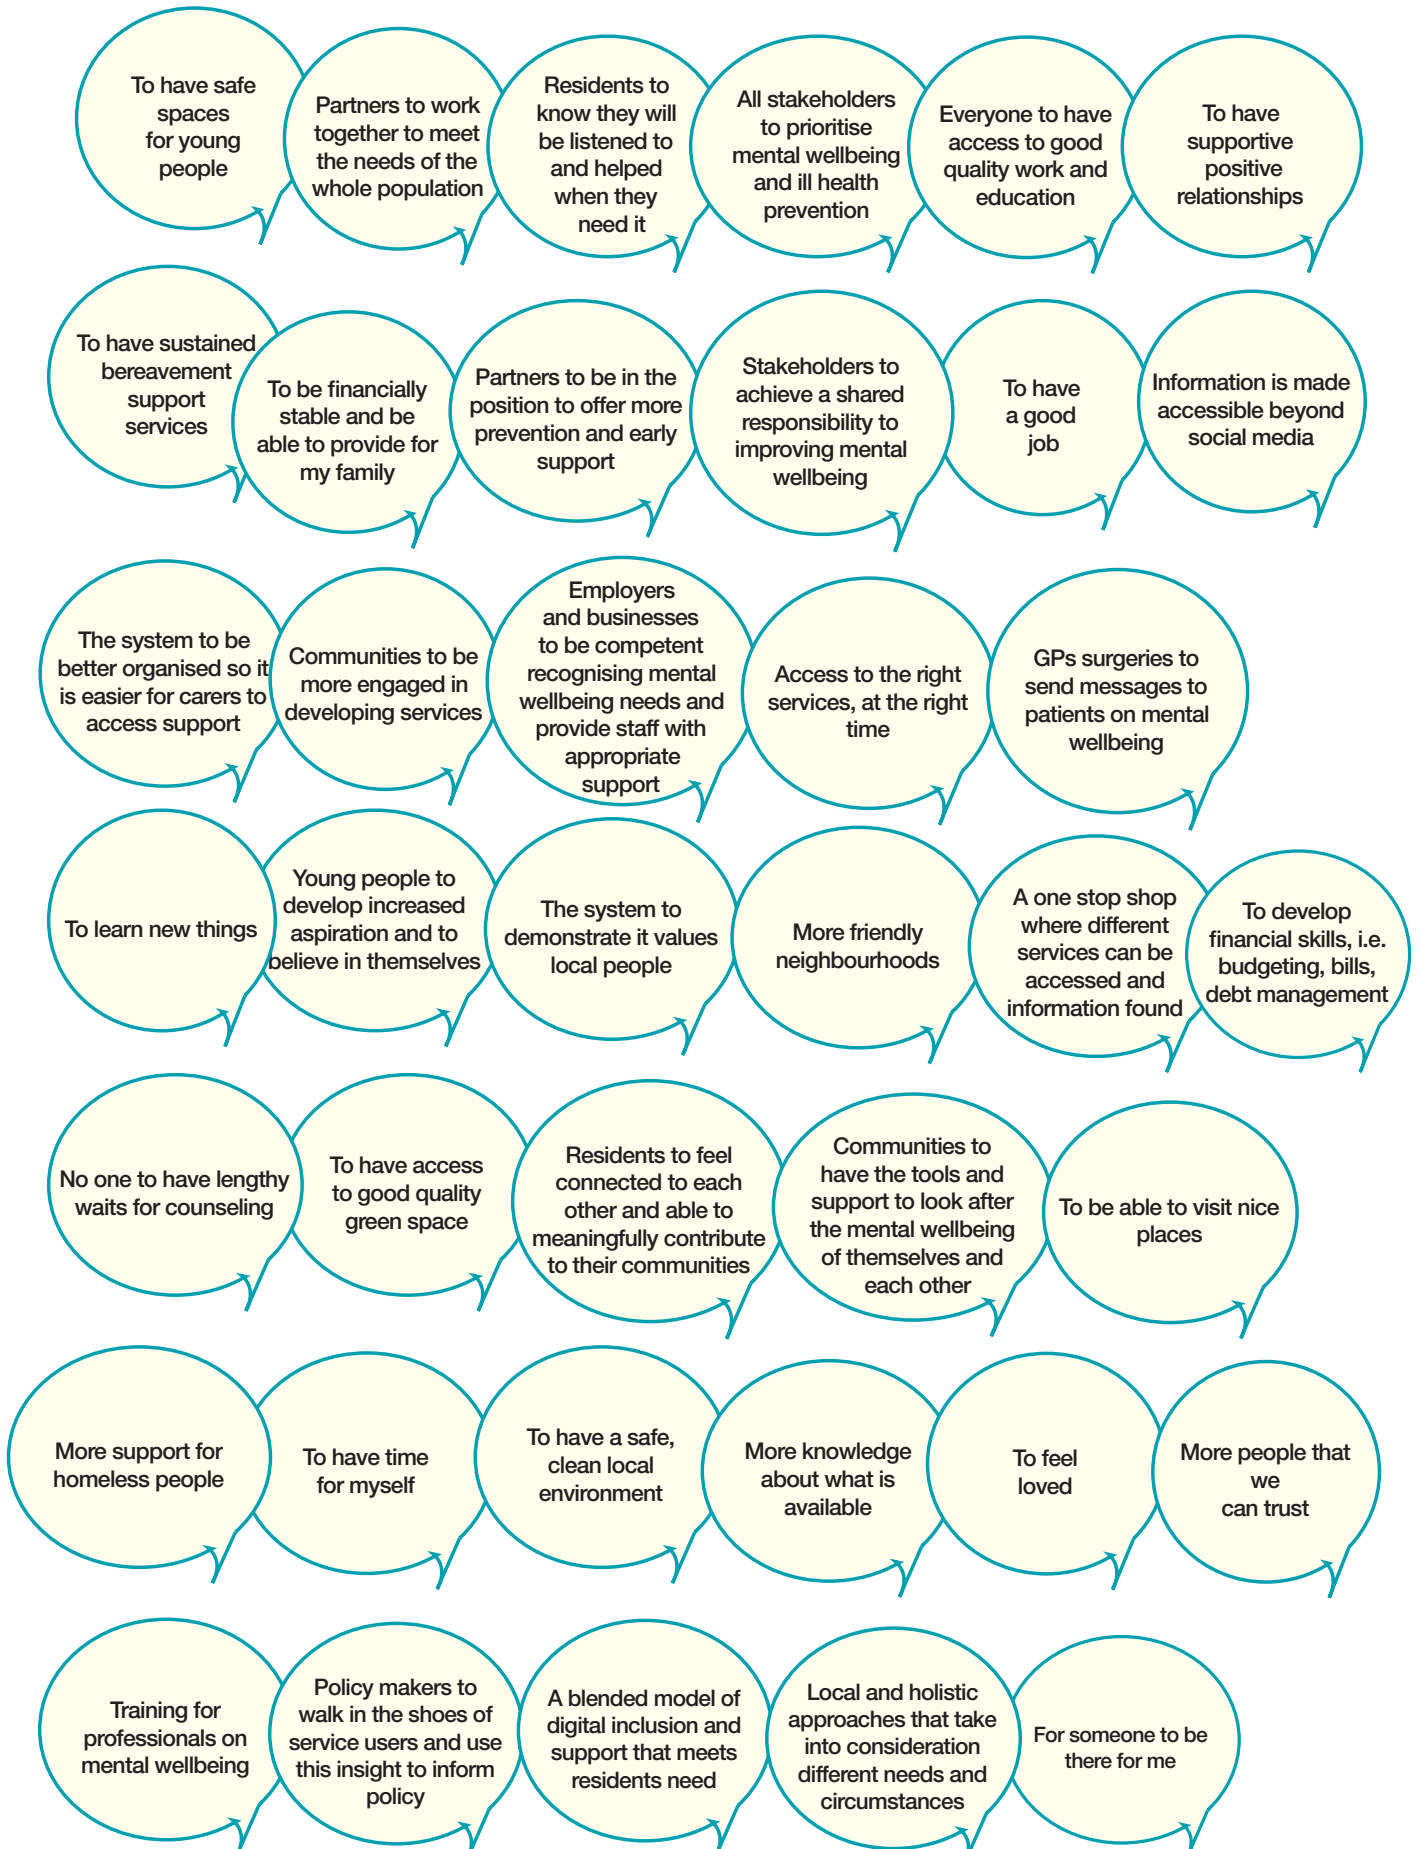 To have safe
spaces
for young
people
Partners to work
together to meet
the needs of the
whole population
Residents to
know they will
be listened to
and helped
when they
need it
All stakeholders
to prioritise
mental wellbeing
and ill health
prevention
Everyone to have
access to good
quality work and
education
To have
supportive
positive
relationships
To have sustained
bereavement
support
services
To be financially
stable and be
able to provide for
my family
Partners to be in the
position to offer more
prevention and early
support
Stakeholders to
achieve a shared
responsibility to
improving mental
wellbeing
To have
a good
job
Information is made
accessible beyond
social media
The system to be
better organised so it
is easier for carers to
access support
Communities to be
more engaged in
developing services
Employers
and businesses
to be competent
recognising mental
wellbeing needs and
provide staff with
appropriate
support
Access to the right
services, at the right
time
GPs surgeries to
send messages to
patients on mental
wellbeing
To learn new things
Young people to
develop increased
aspiration and to
believe in themselves
The system to
demonstrate it values
local people
More friendly
neighbourhoods
A one stop shop
where different
services can be
accessed and
information found
To develop
financial skills, i.e.
budgeting, bills,
debt management
No one to have lengthy
waits for counseling
To have access
to good quality
green space
Residents to feel
connected to each
other and able to
meaningfully contribute
to their communities
Communities to
have the tools and
support to look after
the mental wellbeing
of themselves and
each other
To be able to visit nice
places
More support for
homeless people
To have time
for myself
To have a safe,
clean local
environment
More knowledge
about what is
available
To feel
loved
More people that
we
can trust
Training for
professionals on
mental wellbeing
Policy makers to
walk in the shoes of
service users and use
this insight to inform
policy
A blended model of
digital inclusion and
support that meets
residents need
Local and holistic
approaches that take
into consideration
different needs and
circumstances
For someone to be
there for me